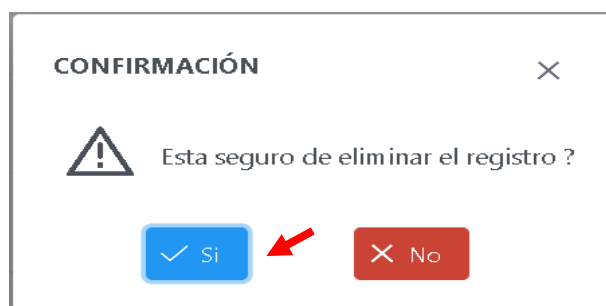 CONFIRMACIÓN
Esta seguro de eliminar el registro ?
Si
No